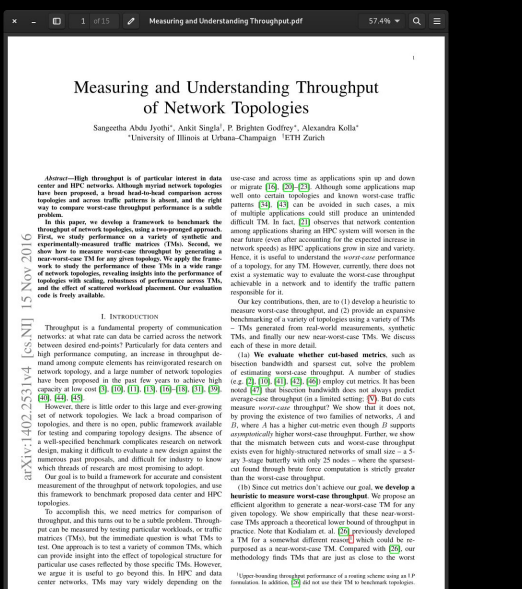 1 of 15
Measuring and Understanding Throughput.pdf
57.4%
1
Measuring and Understanding Throughput
of Network Topologies
Sangeetha Abdu Jyothi*, Ankit Singla†, P. Brighten Godfrey*, Alexandra Kolla*
*University of Illinois at Urbana–Champaign †ETH Zurich
arXiv:1402.2531v4 [cs.NI] 15 Nov 2016
Abstract—High throughput is of particular interest in data
center and HPC networks. Although myriad network topologies
have been proposed, a broad head-to-head comparison across
topologies and across traffic patterns is absent, and the right
way to compare worst-case throughput performance is a subtle
problem.
In this paper, we develop a framework to benchmark the
throughput of network topologies, using a two-pronged approach.
First, we study performance on a variety of synthetic and
experimentally-measured traffic matrices (TMs). Second, we
show how to measure worst-case throughput by generating a
near-worst-case TM for any given topology. We apply the frame-
work to study the performance of these TMs in a wide range
of network topologies, revealing insights into the performance of
topologies with scaling, robustness of performance across TMs,
and the effect of scattered workload placement. Our evaluation
code is freely available.
I. INTRODUCTION
Throughput is a fundamental property of communication
networks: at what rate can data be carried across the network
between desired end-points? Particularly for data centers and
high performance computing, an increase in throughput de-
mand among compute elements has reinvigorated research on
network topology, and a large number of network topologies
have been proposed in the past few years to achieve high
capacity at low cost [3], [10], [11], [13], [16]–[18], [31], [39],
[40], [44], [45].
However, there is little order to this large and ever-growing
set of network topologies. We lack a broad comparison of
topologies, and there is no open, public framework available
for testing and comparing topology designs. The absence of
a well-specified benchmark complicates research on network
design, making it difficult to evaluate a new design against the
numerous past proposals, and difficult for industry to know
which threads of research are most promising to adopt.
Our goal is to build a framework for accurate and consistent
measurement of the throughput of network topologies, and use
this framework to benchmark proposed data center and HPC
topologies.
To accomplish this, we need metrics for comparison of
throughput, and this turns out to be a subtle problem. Through-
put can be measured by testing particular workloads, or traffic
matrices (TMs), but the immediate question is what TMs to
test. One approach is to test a variety of common TMs, which
can provide insight into the effect of topological structure for
particular use cases reflected by those specific TMs. However,
we argue it is useful to go beyond this. In HPC and data
center networks, TMs may vary widely depending on the
use-case and across time as applications spin up and down
or migrate [16], [20]–[23]. Although some applications map
well onto certain topologies and known worst-case traffic
patterns [34], [43] can be avoided in such cases, a mix
of multiple applications could still produce an unintended
difficult TM. In fact, [21] observes that network contention
among applications sharing an HPC system will worsen in the
near future (even after accounting for the expected increase in
network speeds) as HPC applications grow in size and variety.
Hence, it is useful to understand the worst-case performance
of a topology, for any TM. However, currently, there does not
exist a systematic way to evaluate the worst-case throughput
achievable in a network and to identify the traffic pattern
responsible for it.
Our key contributions, then, are to (1) develop a heuristic to
measure worst-case throughput, and (2) provide an expansive
benchmarking of a variety of topologies using a variety of TMs
– TMs generated from real-world measurements, synthetic
TMs, and finally our new near-worst-case TMs. We discuss
each of these in more detail.
(1a) We evaluate whether cut-based metrics, such as
bisection bandwidth and sparsest cut, solve the problem
of estimating worst-case throughput. A number of studies
(e.g. [2], [10], [41], [42], [46]) employ cut metrics. It has been
noted [47] that bisection bandwidth does not always predict
average-case throughput (in a limited setting; §V). But do cuts
measure worst-case throughput? We show that it does not,
by proving the existence of two families of networks, A and
B, where A has a higher cut-metric even though B supports
asymptotically higher worst-case throughput. Further, we show
that the mismatch between cuts and worst-case throughput
exists even for highly-structured networks of small size – a 5-
ary 3-stage butterfly with only 25 nodes – where the sparsest-
cut found through brute force computation is strictly greater
than the worst-case throughput.
(1b) Since cut metrics don't achieve our goal, we develop a
heuristic to measure worst-case throughput. We propose an
efficient algorithm to generate a near-worst-case TM for any
given topology. We show empirically that these near-worst-
case TMs approach a theoretical lower bound of throughput in
practice. Note that Kodialam et. al. [26] previously developed
a TM for a somewhat different reason1, which could be re-
purposed as a near-worst-case TM. Compared with [26], our
methodology finds TMs that are just as close to the worst
1Upper-bounding throughput performance of a routing scheme using an LP
formulation. In addition, [26] did not use their TM to benchmark topologies.